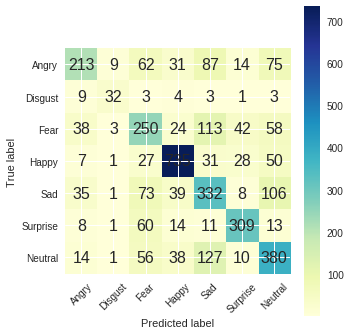 Angry 213 9 62 31 87 14 75
Disgust 9 32 3 4 3 1 3
Fear 38 3 250 24 113 42 58
Happy 7 1 27 31 28 50
Sad 35 1 73 39 332 8 106
Surprise 8 1 60 14 11 309 13
Neutral 14 1 56 38 127 10 380
Angry Disgust Fear Happy Sad Surprise Neutral
Predicted label
True label
700
600
500
400
300
200
100